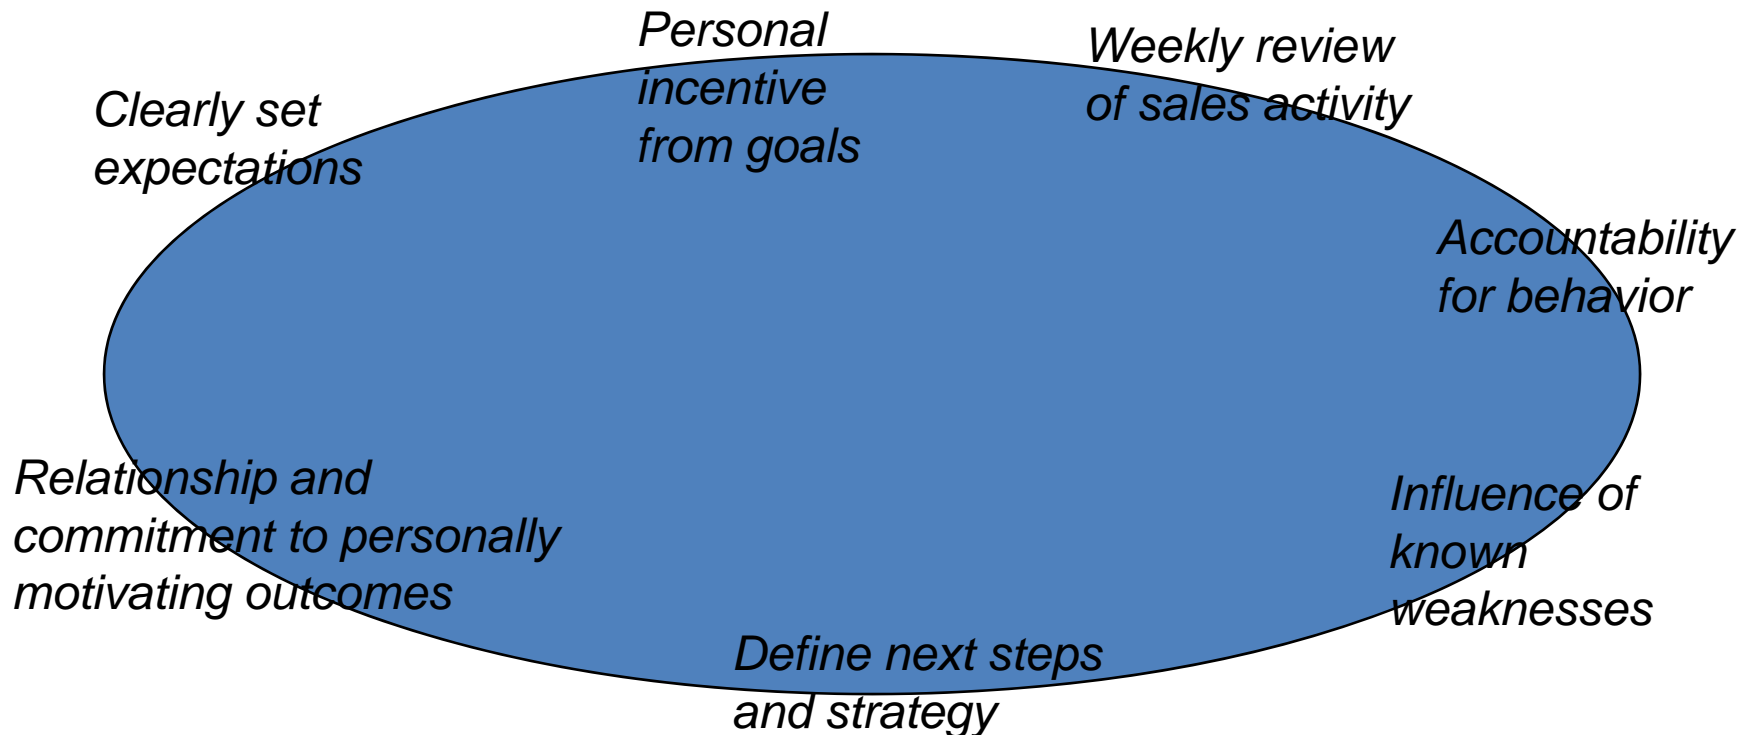 Clearly set
expectations
Personal
incentive
from goals
Weekly review
of sales activity
Accountability
for behavior
Influence of
known
weaknesses
Define next steps
and strategy
Relationship and
commitment to personally
motivating outcomes